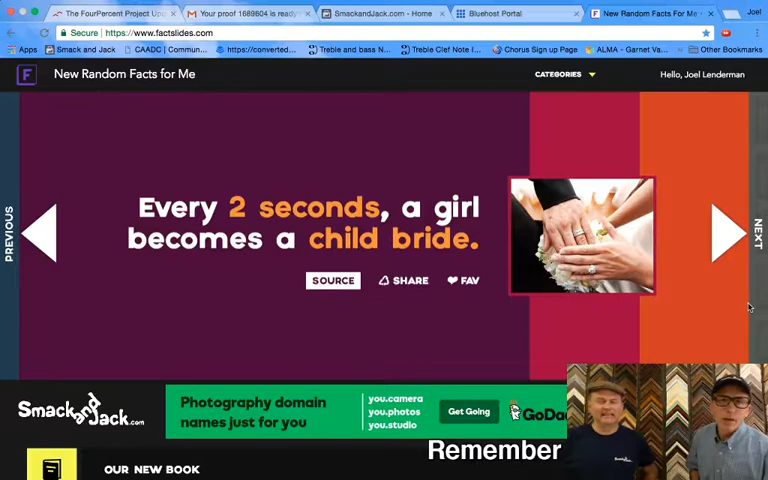 The FourPercent Project Up
Your proof 1689604 is ready
SmackandJack.com - Home
Bluehost Portal
New Random Facts For Me
Joel
Secure
https://www.factslides.com
Apps
Smack and Jack
CAADC | Commun...
https://converted...
Treble and bass N...
Treble Clef Note I...
Chorus Sign up Page
ALMA - Garnet Va...
Other Bookmarks
F
New Random Facts for Me
CATEGORIES
Hello, Joel Lenderman
PREVIOUS
Every 2 seconds, a girl
becomes a child bride.
SOURCE
SHARE
FAV
NEXT
SmackandJack.com
Photography domain
names just for you
you.camera
you.photos
you.studio
Get Going
Remember
OUR NEW BOOK